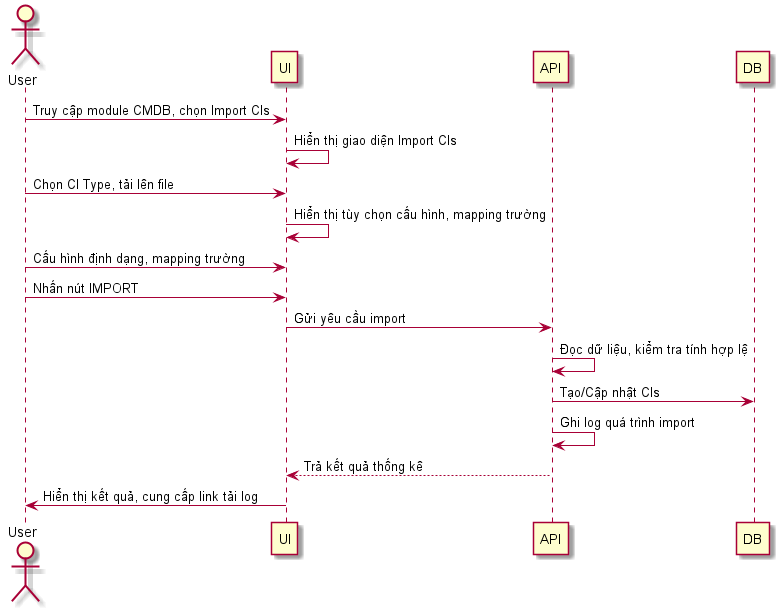 User
UI
API
DB
Truy cập module CMDB, chọn Import CIs
Hiển thị giao diện Import CIs
Chọn CI Type, tải lên file
Hiển thị tùy chọn cấu hình, mapping trường
Cấu hình định dạng, mapping trường
Nhấn nút IMPORT
Gửi yêu cầu import
Đọc dữ liệu, kiểm tra tính hợp lệ
Tạo/Cập nhật CIs
Ghi log quá trình import
Trả kết quả thống kê
Hiển thị kết quả, cung cấp link tải log
User
UI
API
DB